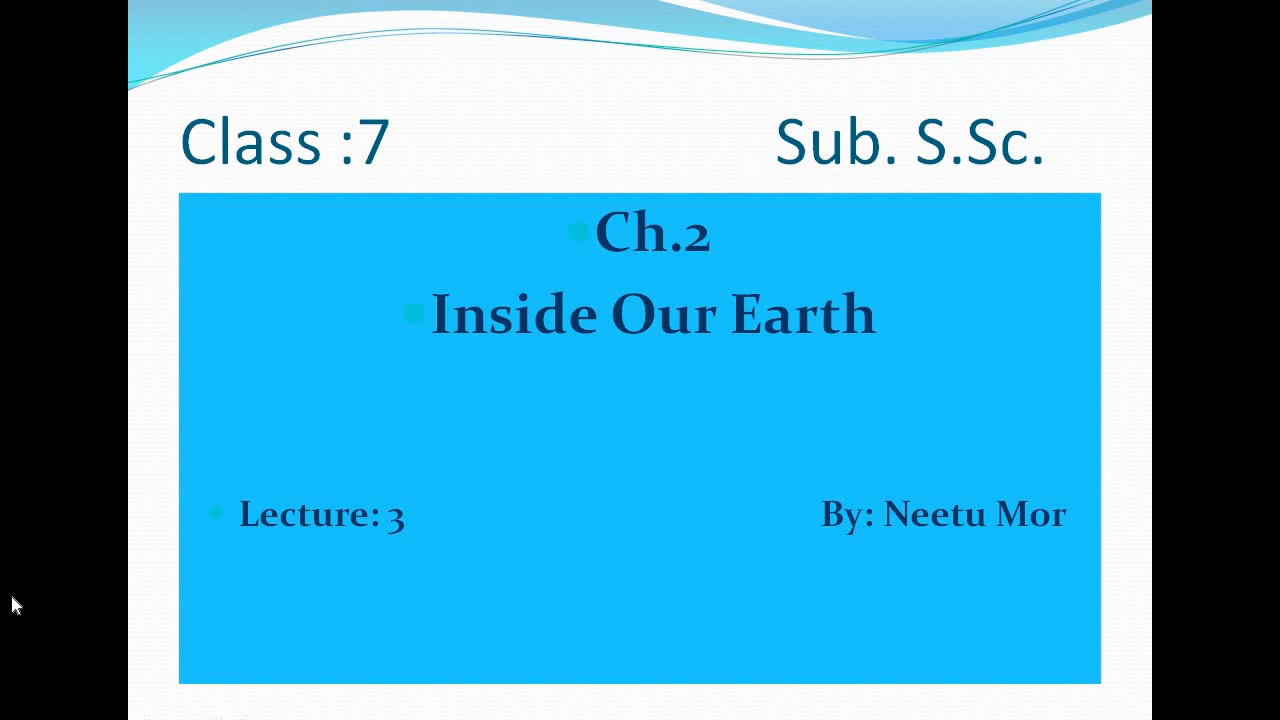 Class :7 Sub. S.Sc.
Ch.2
Inside Our Earth
Lecture: 3 By: Neetu Mor